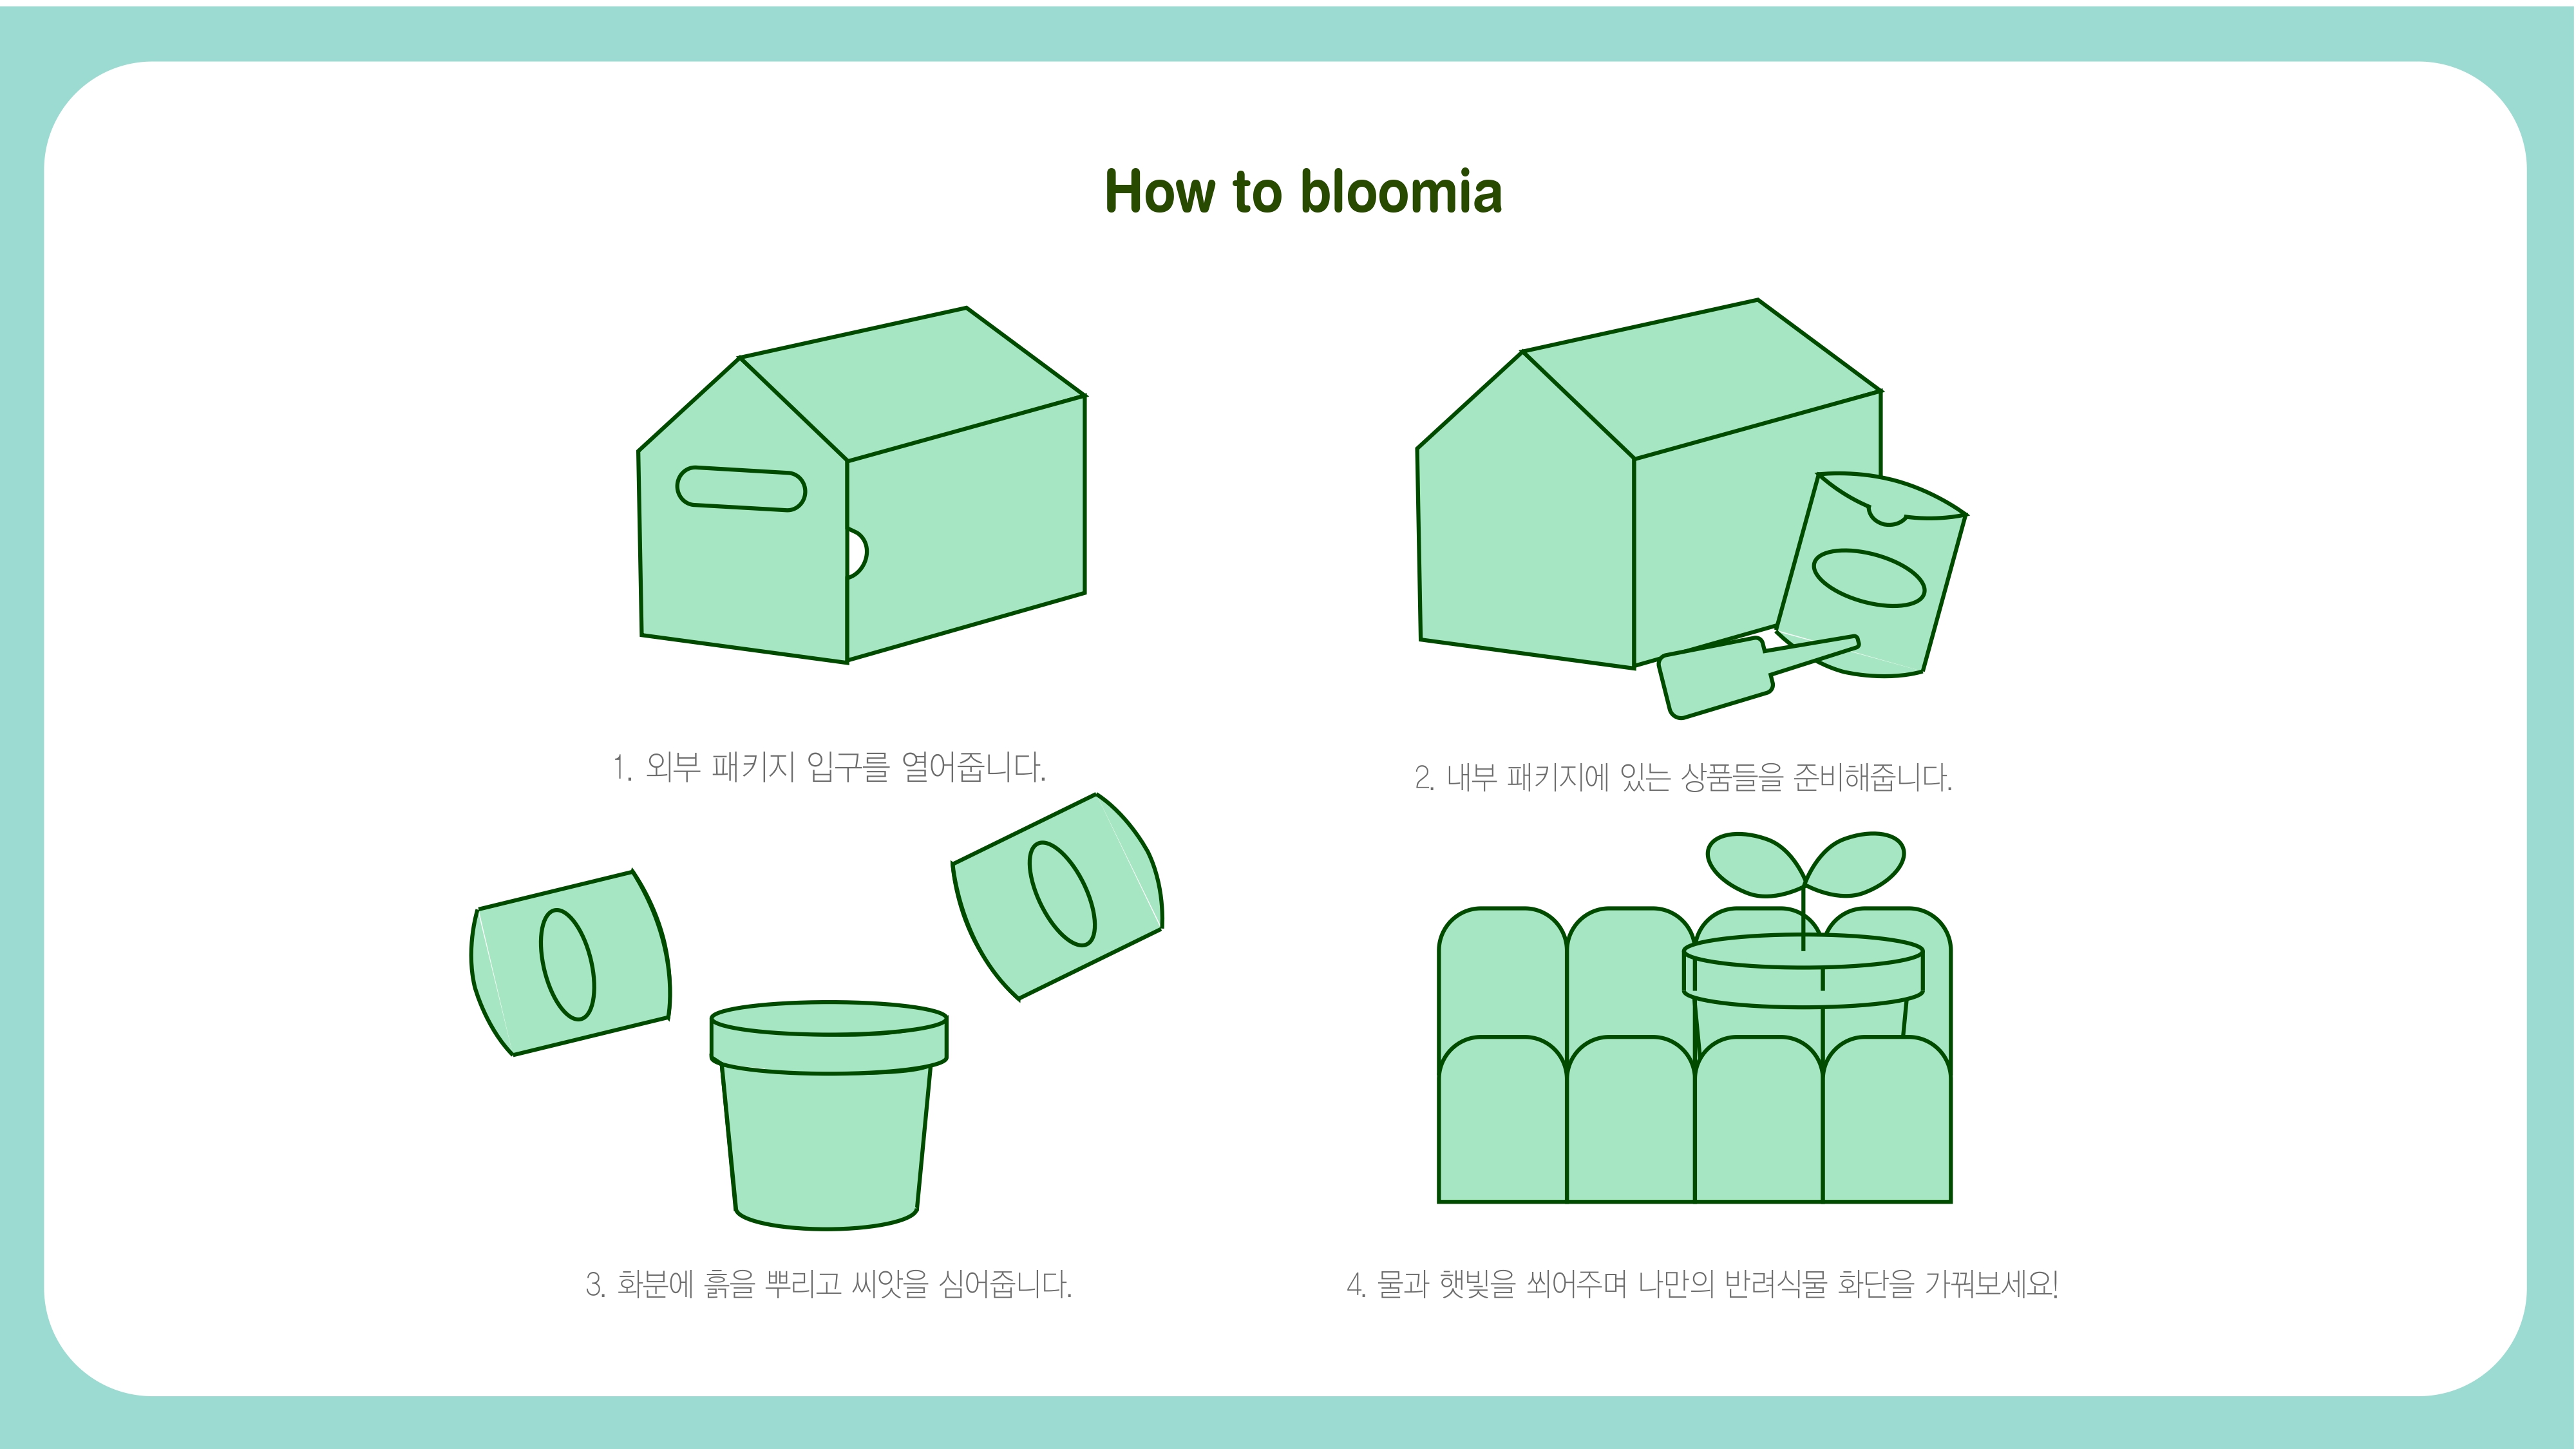 How to bloomia
1. 외부 패키지 입구를 열어줍니다.
2. 내부 패키지에 있는 상품들을 준비해줍니다.
3. 화분에 흙을 뿌리고 씨앗을 심어줍니다.
4. 물과 햇빛을 쐬어주며 나만의 반려식물 화단을 가꿔보세요!